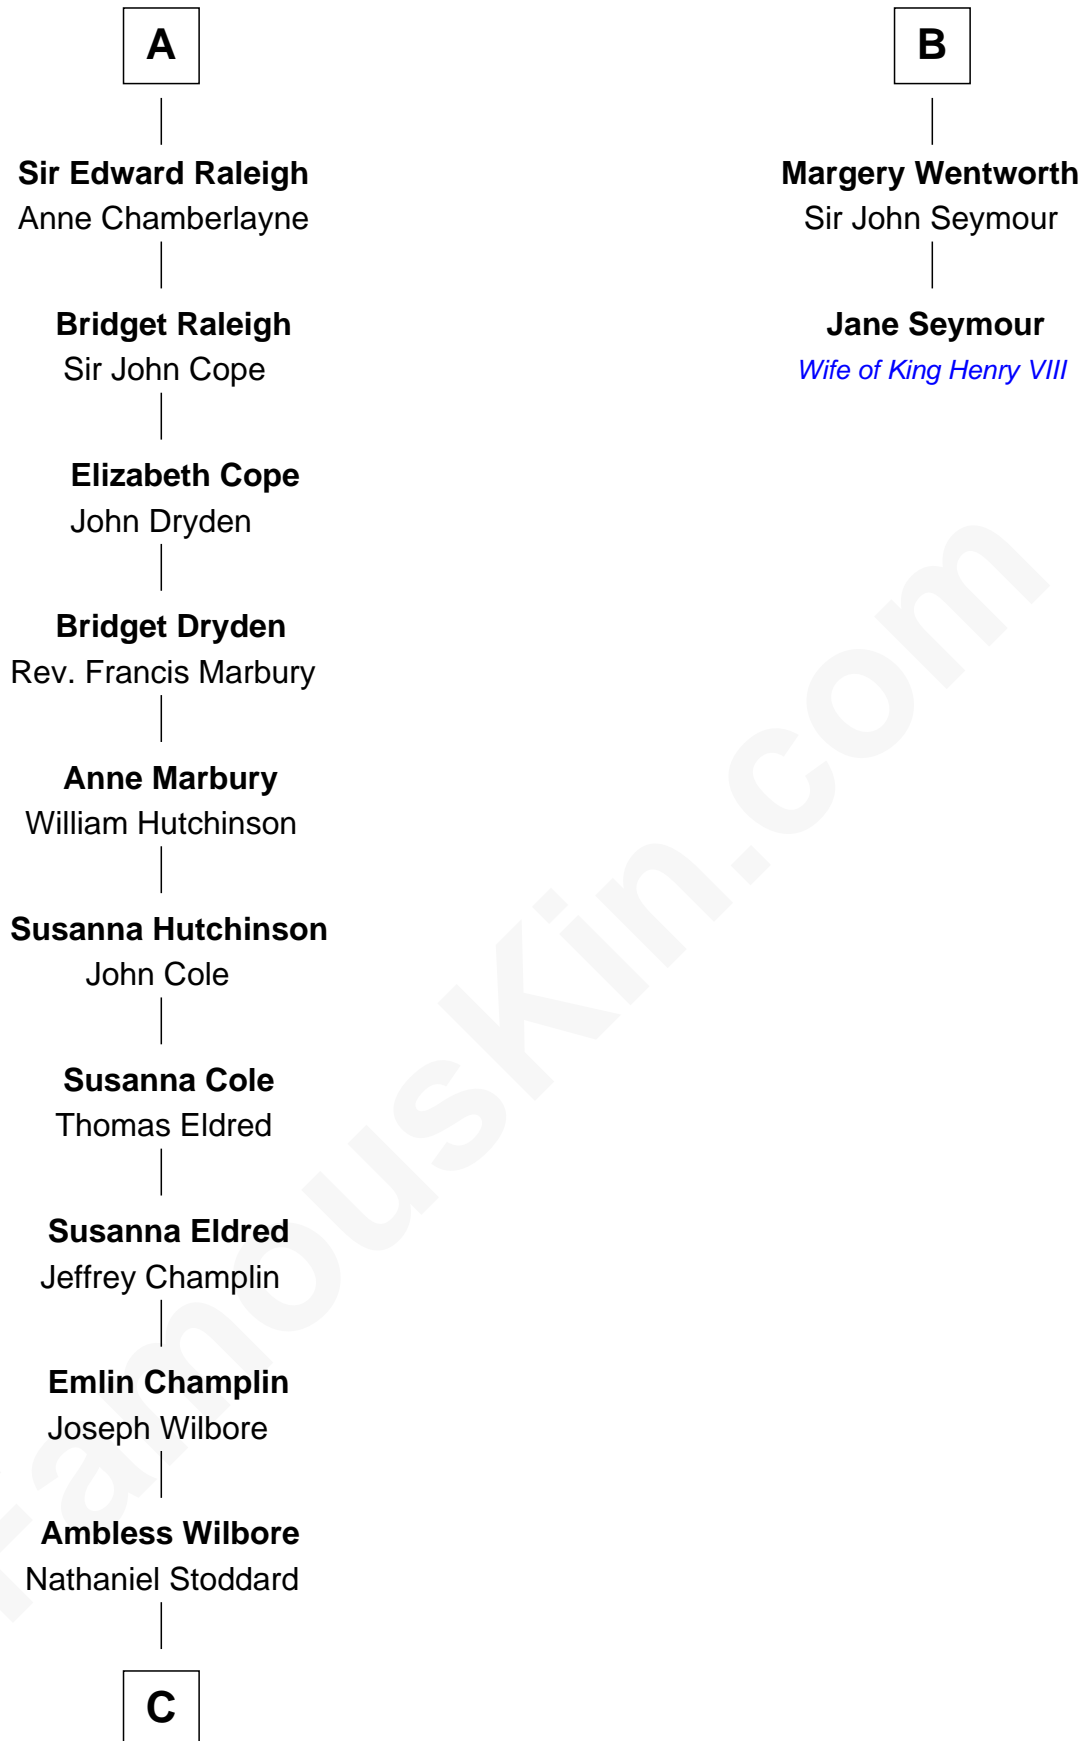 A
Sir Edward Raleigh
Anne Chamberlayne
Bridget Raleigh
Sir John Cope
Elizabeth Cope
John Dryden
Bridget Dryden
Rev. Francis Marbury
Anne Marbury
William Hutchinson
Susanna Hutchinson
John Cole
Susanna Cole
Thomas Eldred
Susanna Eldred
Jeffrey Champlin
Emlin Champlin
Joseph Wilbore
Ambless Wilbore
Nathaniel Stoddard
C
B
Margery Wentworth
Sir John Seymour
Jane Seymour
Wife of King Henry VIII
FamousKin.com